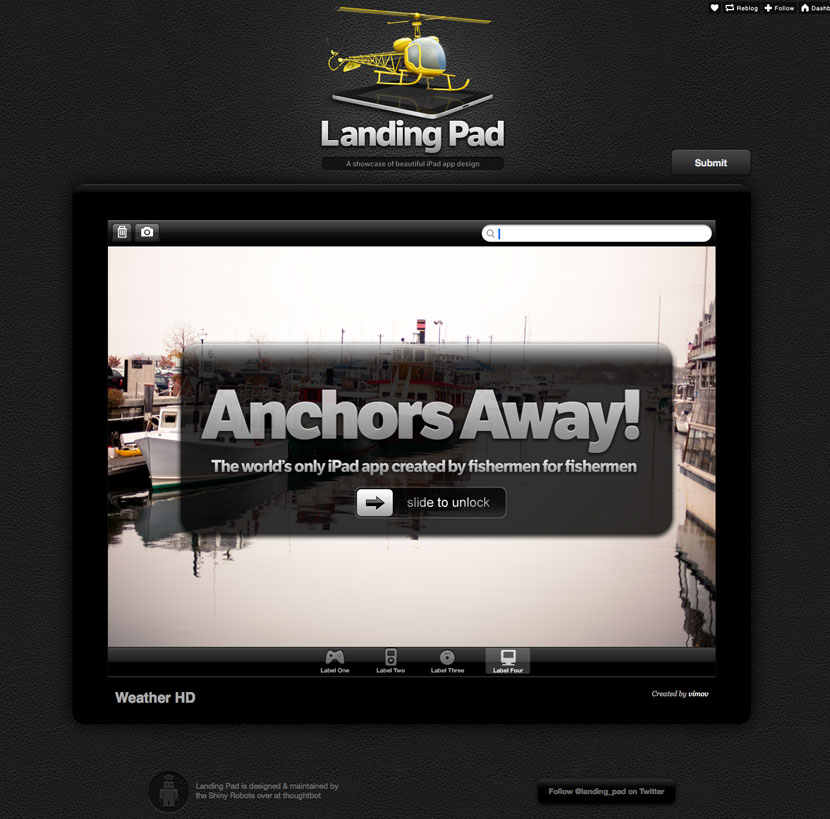 Reblog Follow Dashb
Landing Pad
A showcase of beautiful iPad app design
Submit
Anchors Away!
The world's only iPad app created by fishermen for fishermen
slide to unlock
Label One Label Two Label Three Label Four
Weather HD
Created by vimov
Landing Pad is designed & maintained by
the Shiny Robots over at thoughtbot
Follow @landing_pad on Twitter